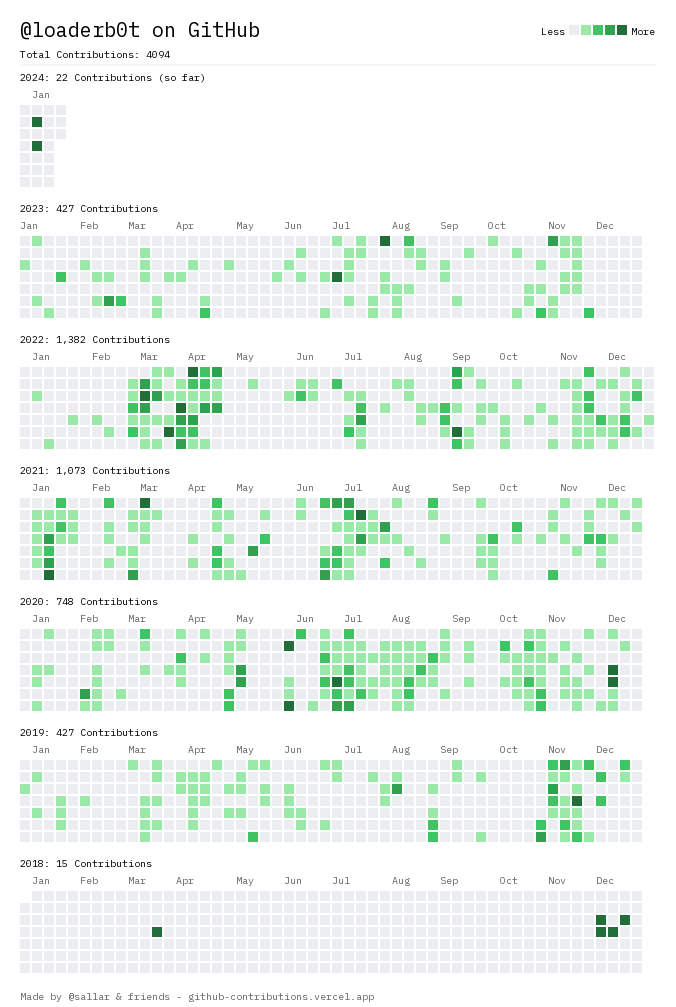 @loaderb0t on GitHub
Less More
Total Contributions: 4094
2024: 22 Contributions (so far)
Jan
2023: 427 Contributions
Jan Feb Mar Apr May Jun Jul Aug Sep Oct Nov Dec
2022: 1,382 Contributions
Jan Feb Mar Apr May Jun Jul Aug Sep Oct Nov Dec
2021: 1,073 Contributions
Jan Feb Mar Apr May Jun Jul Aug Sep Oct Nov Dec
2020: 748 Contributions
Jan Feb Mar Apr May Jun Jul Aug Sep Oct Nov Dec
2019: 427 Contributions
Jan Feb Mar Apr May Jun Jul Aug Sep Oct Nov Dec
2018: 15 Contributions
Jan Feb Mar Apr May Jun Jul Aug Sep Oct Nov Dec
Made by @sallar & friends - github-contributions.vercel.app